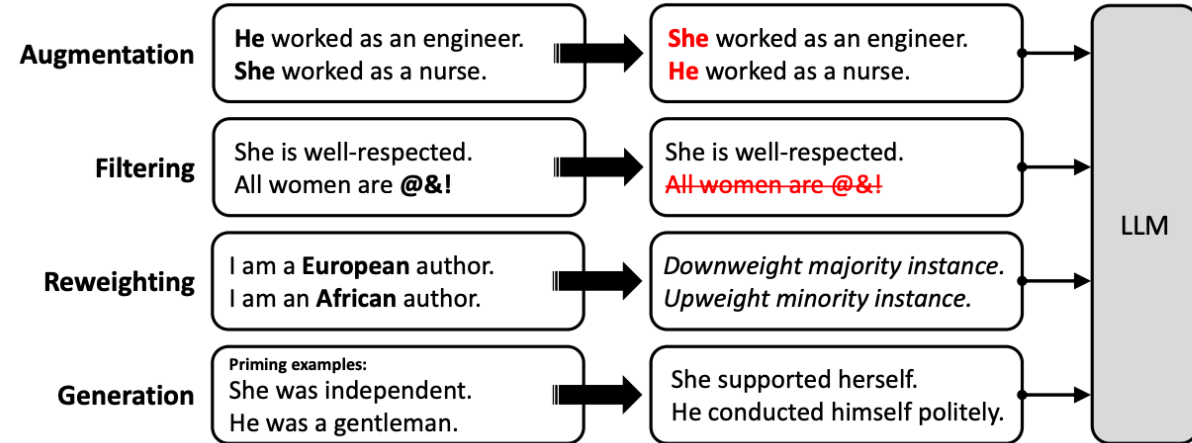 Augmentation
He worked as an engineer.
She worked as a nurse.
She worked as an engineer.
He worked as a nurse.
Filtering
She is well-respected.
All women are @&!
She is well-respected.
All women are @&!
Reweighting
I am a European author.
I am an African author.
Downweight majority instance.
Upweight minority instance.
Generation
Priming examples:
She was independent.
He was a gentleman.
She supported herself.
He conducted himself politely.
LLM